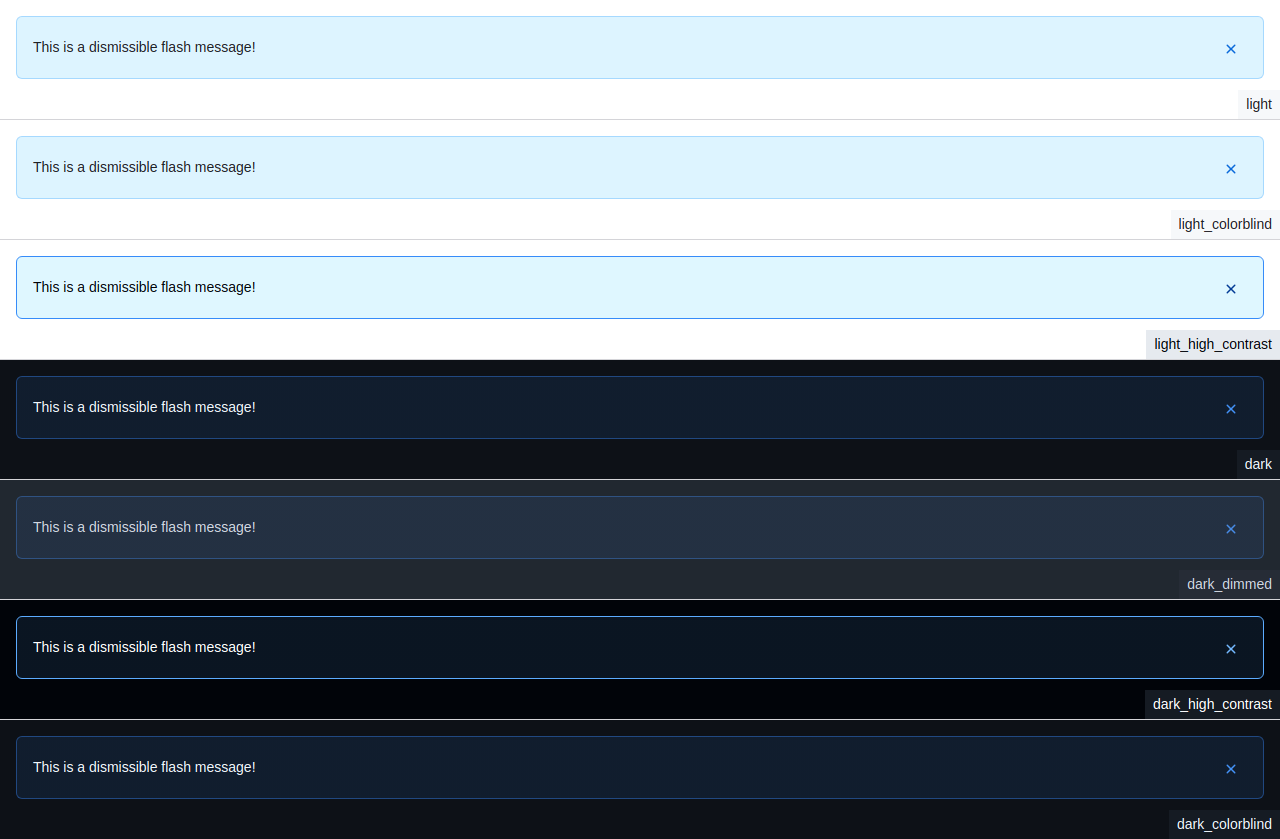 This is a dismissible flash message!
light
This is a dismissible flash message!
light_colorblind
This is a dismissible flash message!
light_high_contrast
This is a dismissible flash message!
dark
This is a dismissible flash message!
dark_dimmed
This is a dismissible flash message!
dark_high_contrast
This is a dismissible flash message!
dark_colorblind